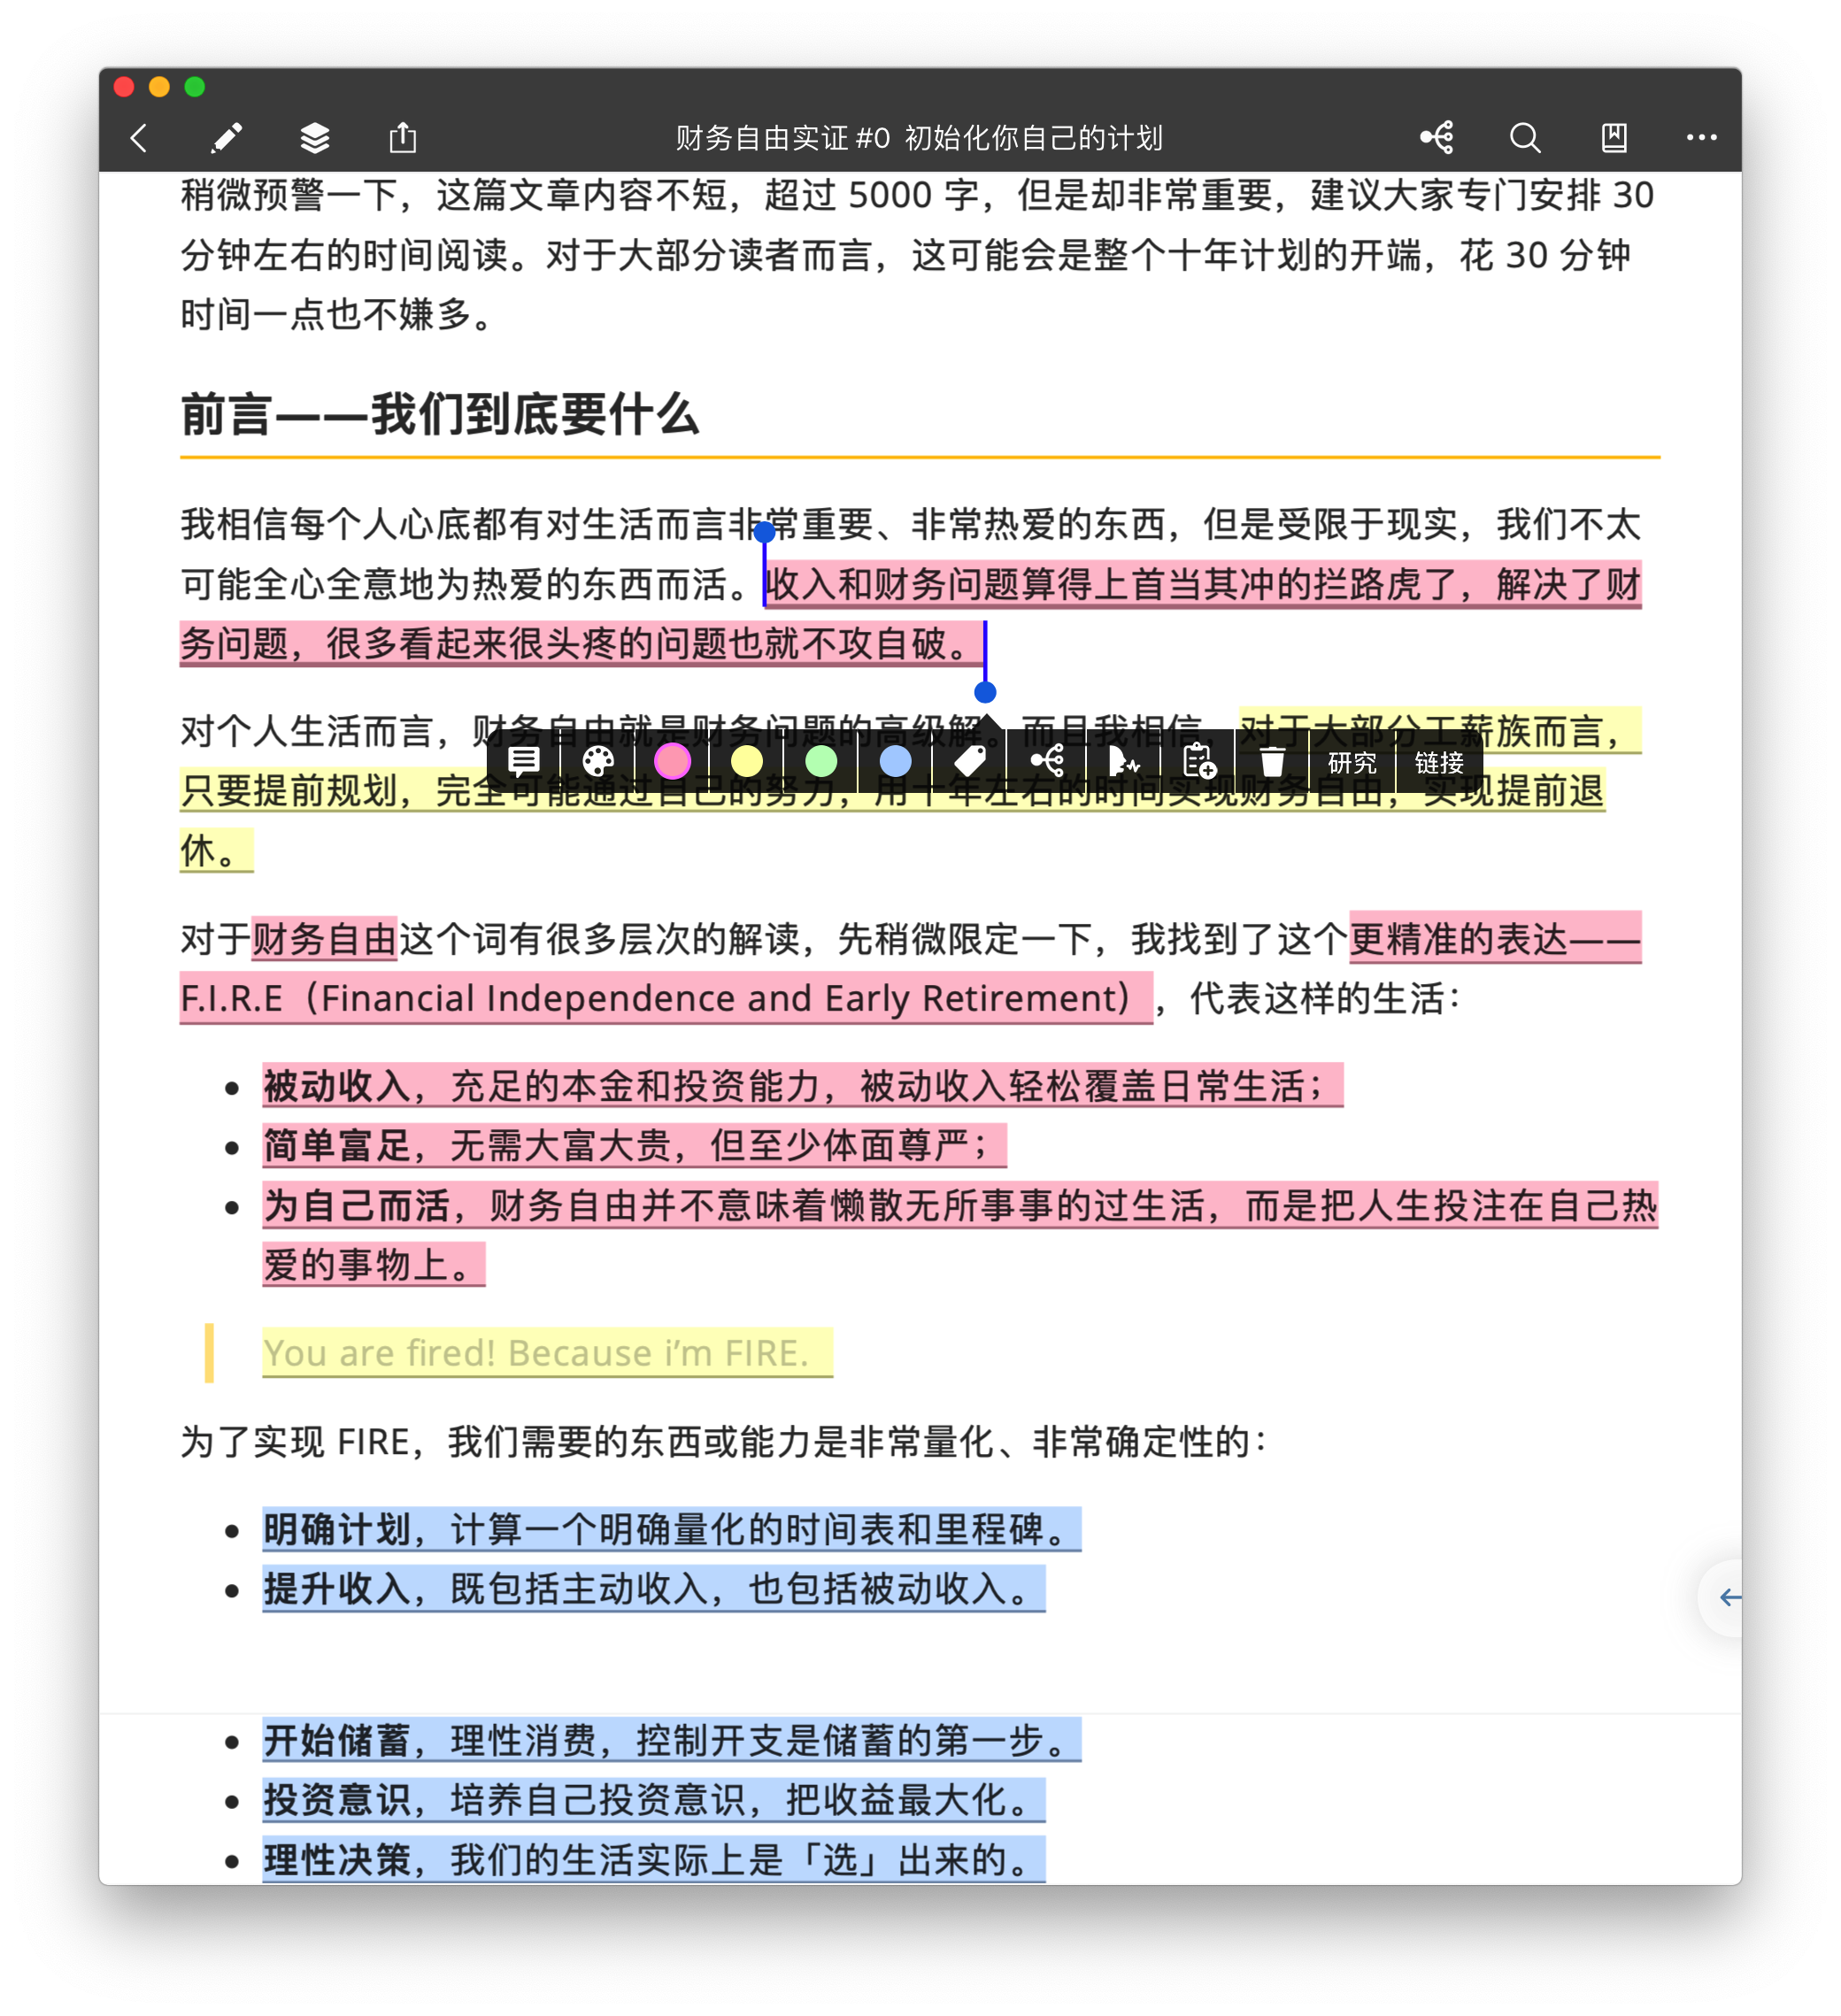 财务自由实证 #0 初始化你自己的计划
稍微预警一下，这篇文章内容不短，超过 5000 字，但是却非常重要，建议大家专门安排 30
分钟左右的时间阅读。对于大部分读者而言，这可能会是整个十年计划的开端，花 30 分钟
时间一点也不嫌多。
前言——我们到底要什么
我相信每个人心底都有对生活而言非常重要、非常热爱的东西，但是受限于现实，我们不太
可能全心全意地为热爱的东西而活。收入和财务问题算得上首当其冲的拦路虎了，解决了财
务问题，很多看起来很头疼的问题也就不攻自破。
对个人生活而言，财务自由就是财务问题的高级解。而且我相信，对于大部分工薪族而言，
研究 链接
只要提前规划，完全可能通过自己的努力，用十年左右的时间实现财务自由，实现提前退
休。
对于财务自由这个词有很多层次的解读，先稍微限定一下，我找到了这个更精准的表达——
F.I.R.E（Financial Independence and Early Retirement），代表这样的生活：
被动收入，充足的本金和投资能力，被动收入轻松覆盖日常生活；
简单富足，无需大富大贵，但至少体面尊严；
为自己而活，财务自由并不意味着懒散无所事事的过生活，而是把人生投注在自己热
爱的事物上。
You are fired! Because i’m FIRE.
为了实现 FIRE，我们需要的东西或能力是非常量化、非常确定性的：
明确计划，计算一个明确量化的时间表和里程碑。
提升收入，既包括主动收入，也包括被动收入。
开始储蓄，理性消费，控制开支是储蓄的第一步。
投资意识，培养自己投资意识，把收益最大化。
理性决策，我们的生活实际上是「选」出来的。